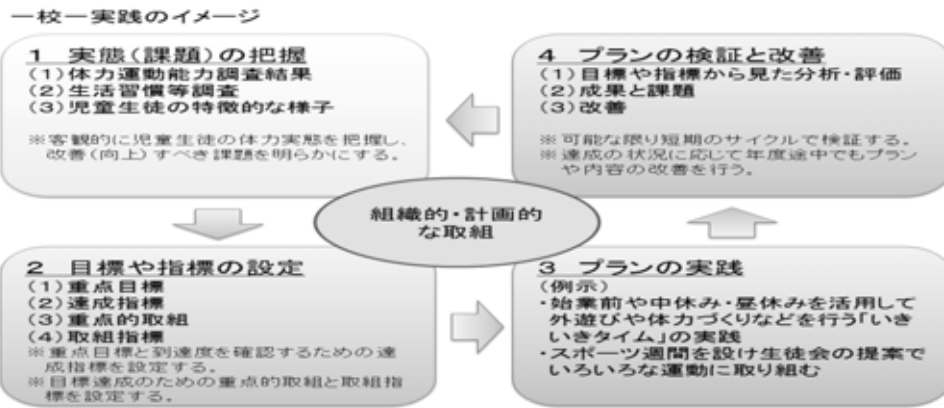 一校一実践のイメージ
1 実態(課題)の把握
(1)体力運動能力調査結果
(2)生活習慣等調査
(3)児童生徒の特徴的な様子
※客観的に児童生徒の体力実態を把握し、
改善(向上)すべき課題を明らかにする。
4 プランの検証と改善
(1)目標や指標から見た分析・評価
(2)成果と課題
(3)改善
※可能な限り短期のサイクルで検証する。
※達成の状況に応じて年度途中でもプラン
や内容の改善を行う。
組織的・計画的
な取組
2 目標や指標の設定
(1)重点目標
(2)達成指標
(3)重点的取組
(4)取組指標
※重点目標と到達度を確認するための達
成指標を設定する。
※目標達成のための重点的取組と取組指
標を設定する。
3 プランの実践
(例示)
・始業前や中休み・昼休みを活用して
外遊びや体力づくりなどを行う「いき
いきタイム」の実践
・スポーツ週間を設け生徒会の提案で
いろいろな運動に取り組む